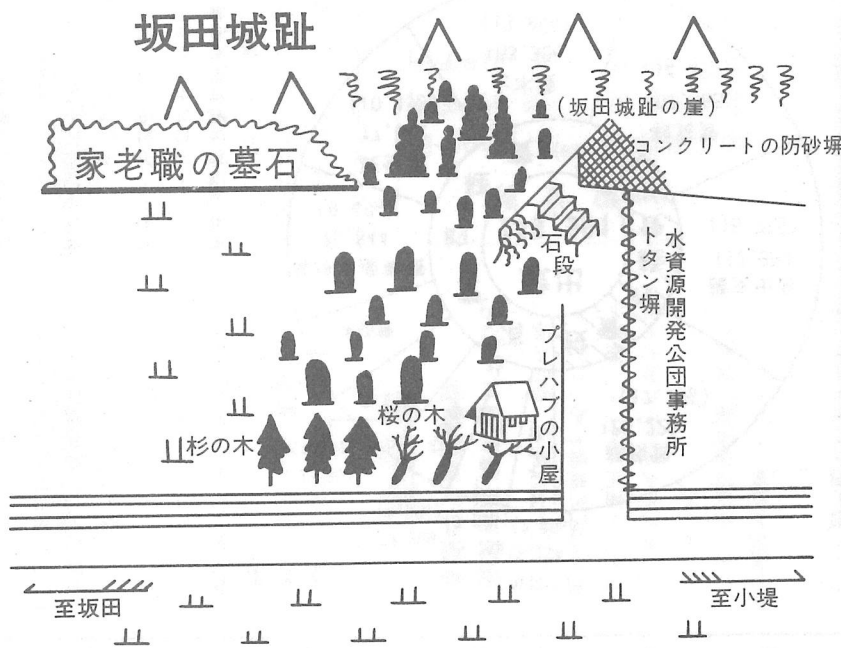 坂田城趾
(坂田城趾の崖)
コンクリートの防砂塀
家老職の墓石
石段
トタン塀
水資源開発公団事務所
プレハブの小屋
桜の木
杉の木
至坂田
至小堤